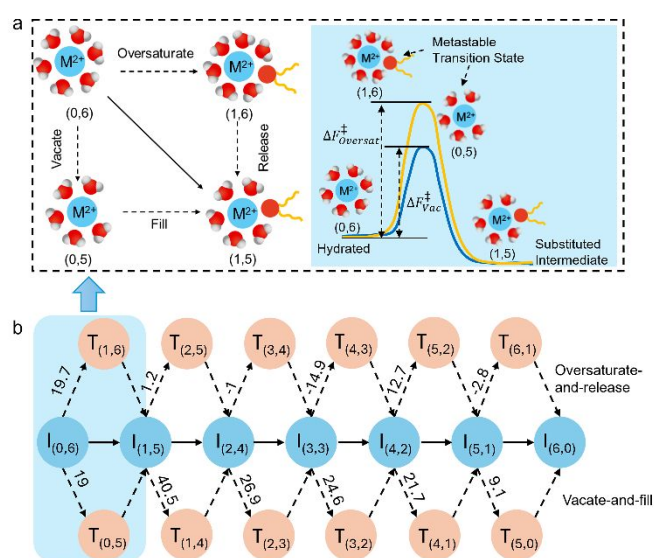 a
M²⁺
Oversaturate
M²⁺
(0,6)
(1,6)
Vacate
Release
M²⁺
Fill
M²⁺
(0,5)
(1,5)
M²⁺
Metastable
Transition State
(1,6)
M²⁺
ΔF‡Oversat
(0,5)
M²⁺
ΔF‡Vac
(0,6)
M²⁺
Hydrated
(1,5)
Substituted
Intermediate
b
T(1,6)
T(2,5)
T(3,4)
T(4,3)
T(5,2)
T(6,1)
19.7
1.2
-1
-14.9
12.7
-2.8
Oversaturate-
and-release
I(0,6)
I(1,5)
I(2,4)
I(3,3)
I(4,2)
I(5,1)
I(6,0)
19
40.5
26.9
24.6
21.7
9.1
Vacate-and-fill
T(0,5)
T(1,4)
T(2,3)
T(3,2)
T(4,1)
T(5,0)